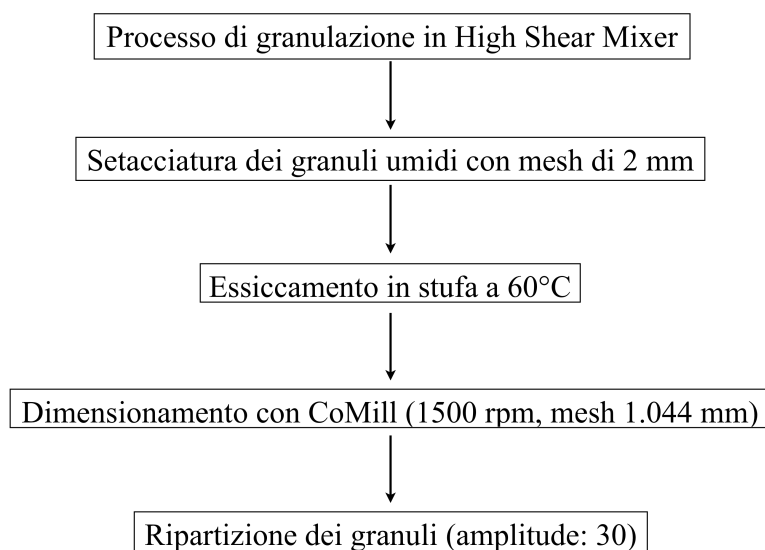 Processo di granulazione in High Shear Mixer
Setacciatura dei granuli umidi con mesh di 2 mm
Essiccamento in stufa a 60°C
Dimensionamento con CoMill (1500 rpm, mesh 1.044 mm)
Ripartizione dei granuli (amplitude: 30)